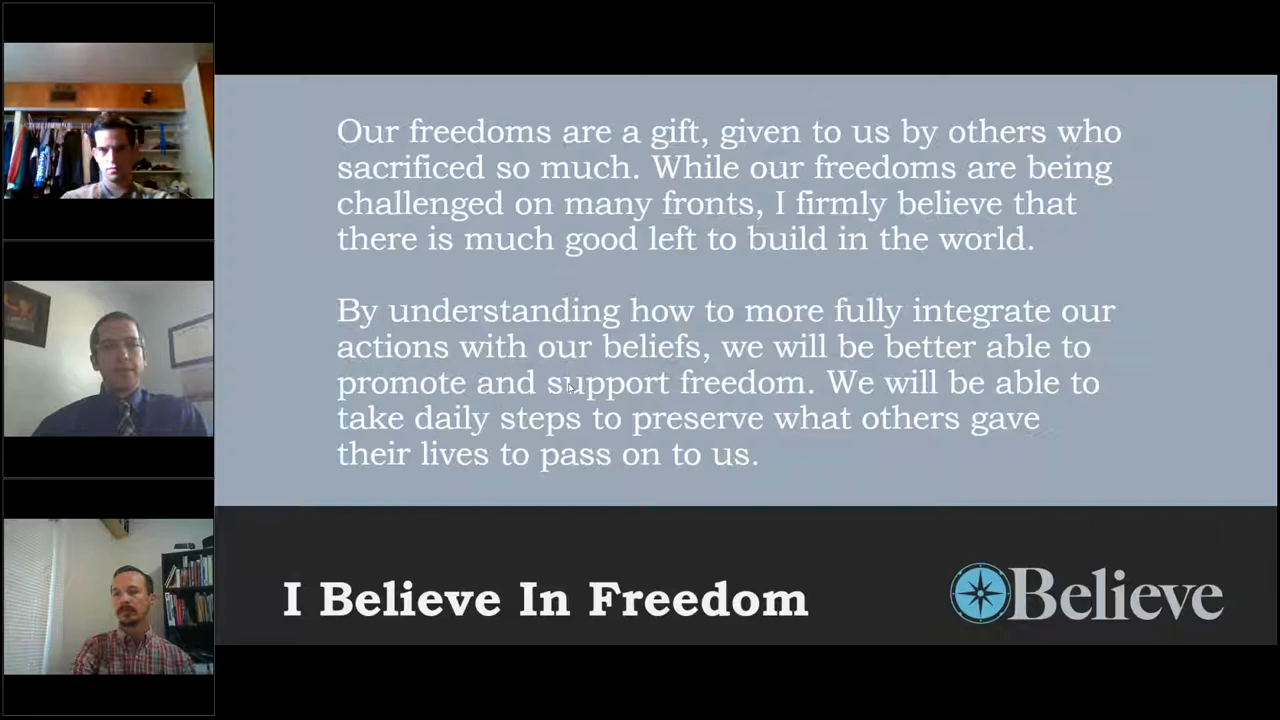 Our freedoms are a gift, given to us by others who
sacrificed so much. While our freedoms are being
challenged on many fronts, I firmly believe that
there is much good left to build in the world.
By understanding how to more fully integrate our
actions with our beliefs, we will be better able to
promote and support freedom. We will be able to
take daily steps to preserve what others gave
their lives to pass on to us.
I Believe In Freedom
Believe